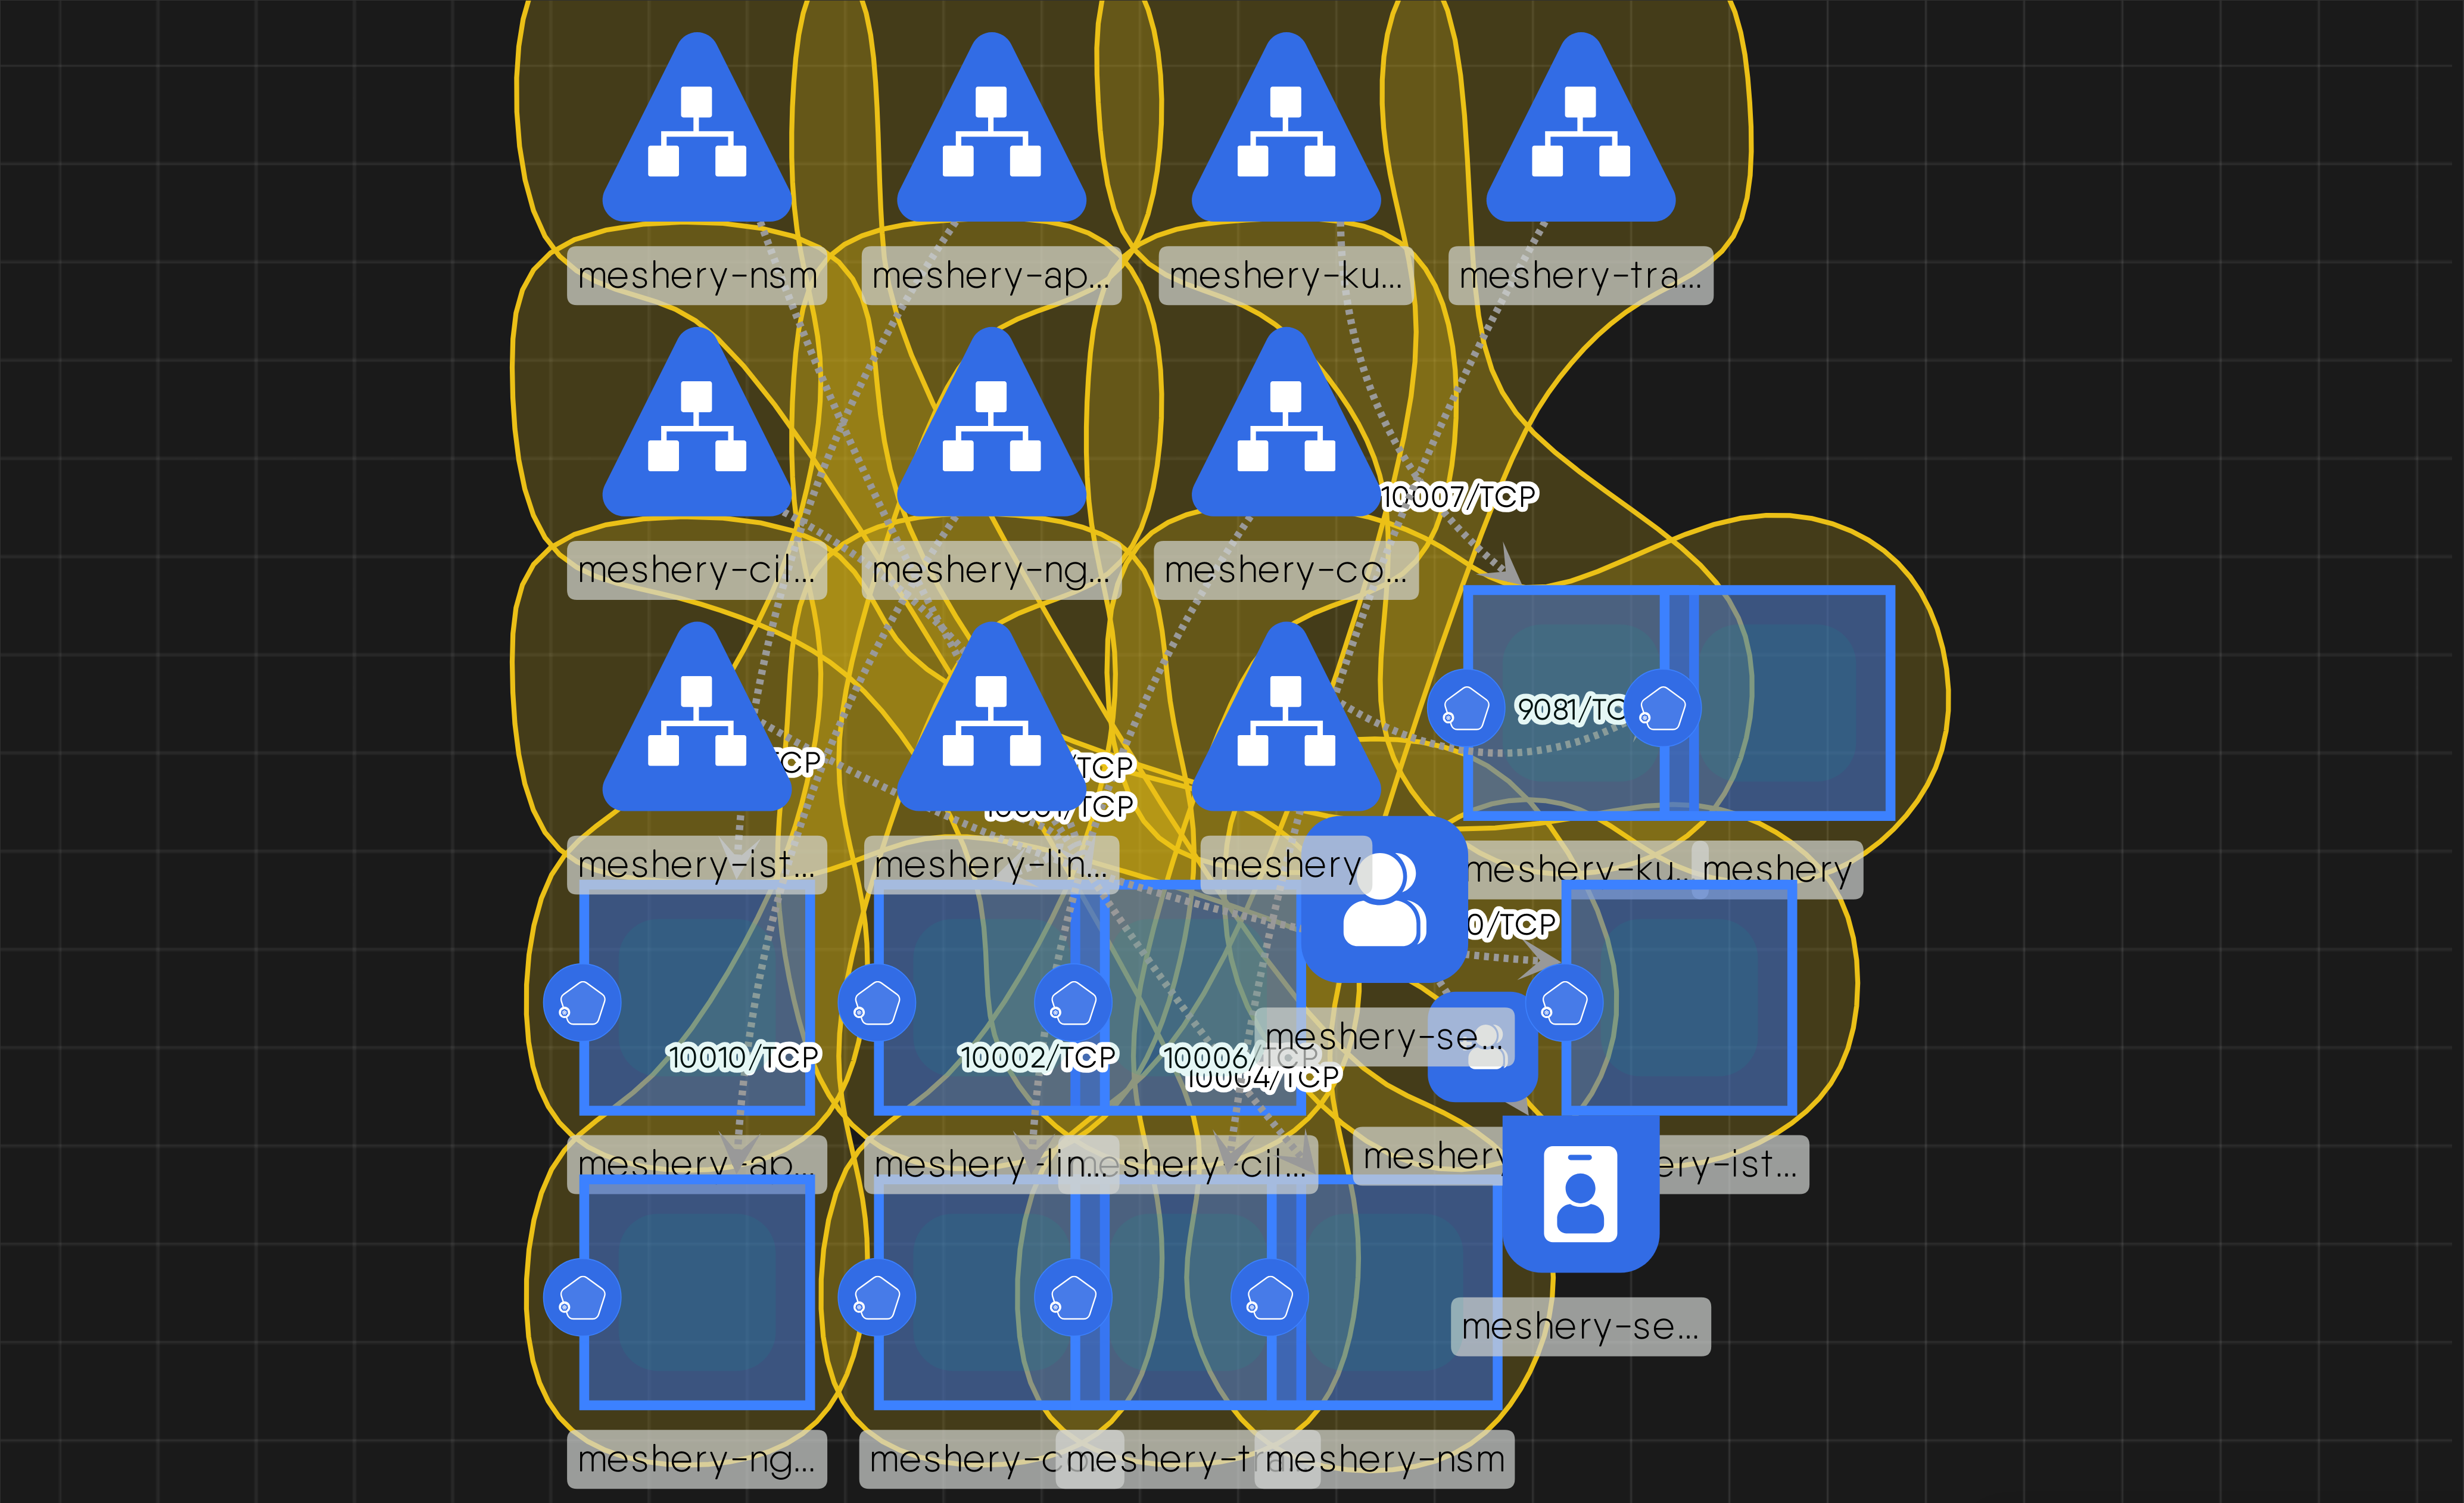 meshery-nsm
meshery-ap...
meshery-ku...
meshery-tra...
10007/TCP
meshery-cil...
meshery-ng...
meshery-co...
9081/TC
TCP
/TCP
/TCP
meshery-ist...
meshery-lin...
meshery
meshery-ku...
meshery
0/TCP
meshery-se...
10010/TCP
10002/TCP
10006/TCP
10004/TCP
meshery-ap...
meshery-lin...
meshery-cil...
meshery
ery-ist...
meshery-se...
meshery-ng...
meshery-co
meshery-tra
meshery-nsm